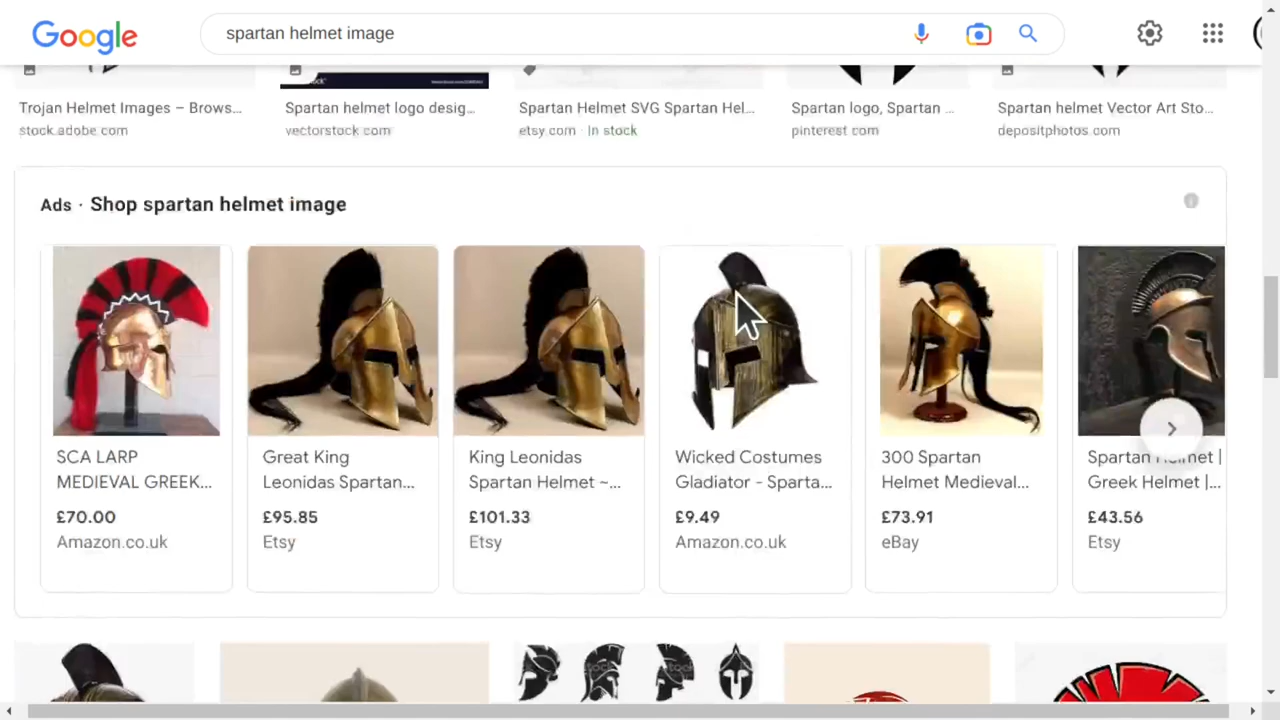 Google
spartan helmet image
Trojan Helmet Images – Brows...
stock.adobe.com
Spartan helmet logo desig...
vectorstock.com
Spartan Helmet SVG Spartan Hel...
etsy.com · In stock
Spartan logo, Spartan ...
pinterest.com
Spartan helmet Vector Art Sto...
depositphotos.com
Ads · Shop spartan helmet image
SCA LARP
MEDIEVAL GREEK...
£70.00
Amazon.co.uk
Great King
Leonidas Spartan...
£95.85
Etsy
King Leonidas
Spartan Helmet ~...
£101.33
Etsy
Wicked Costumes
Gladiator - Sparta...
£9.49
Amazon.co.uk
300 Spartan
Helmet Medieval...
£73.91
eBay
Spartan Helmet |
Greek Helmet |...
£43.56
Etsy